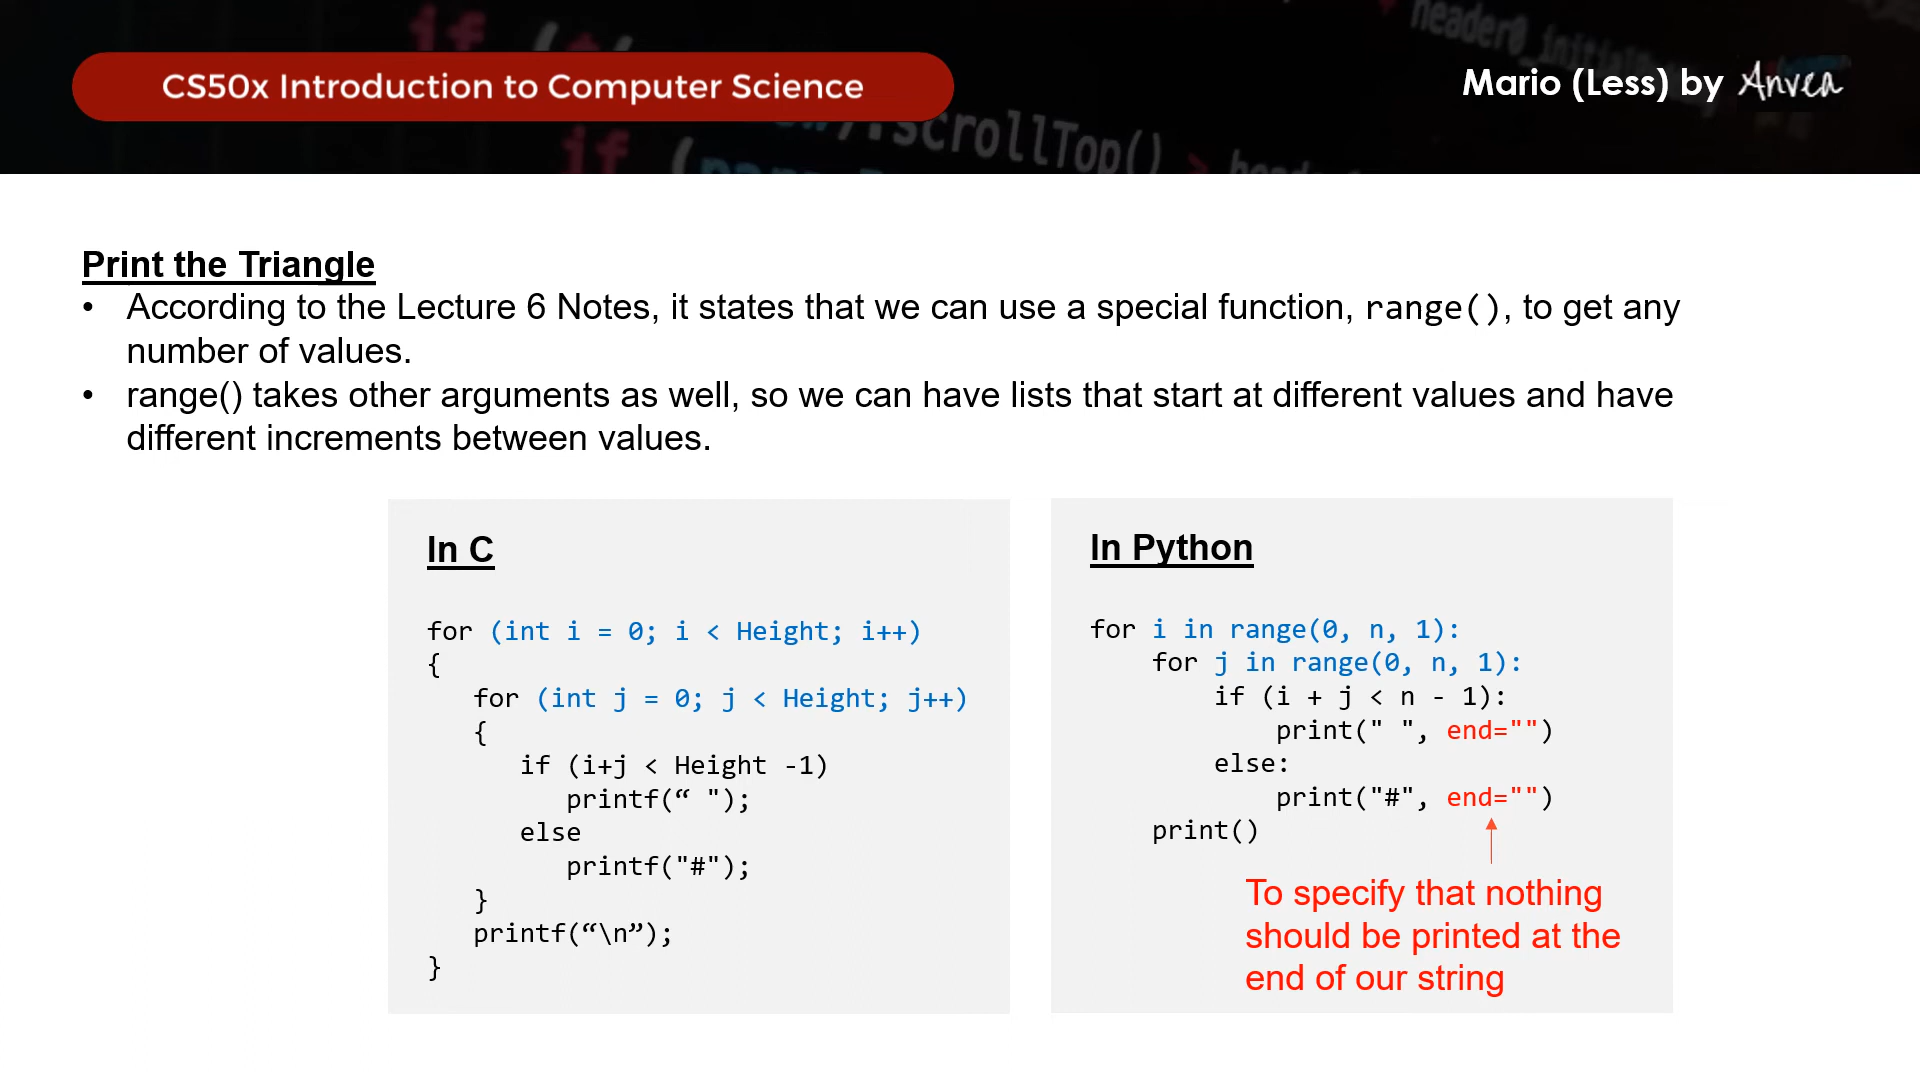 if (
header0_initial
CS50x Introduction to Computer Science
Mario (Less) by Anvea
.scrollTop() >
if (
Print the Triangle
• According to the Lecture 6 Notes, it states that we can use a special function, range(), to get any
number of values.
• range() takes other arguments as well, so we can have lists that start at different values and have
different increments between values.
In C
for (int i = 0; i < Height; i++)
{
for (int j = 0; j < Height; j++)
{
if (i+j < Height -1)
printf(“ ");
else
printf("#");
}
printf(“\n”);
}
In Python
for i in range(0, n, 1):
for j in range(0, n, 1):
if (i + j < n - 1):
print(" ", end="")
else:
print("#", end="")
print()
To specify that nothing
should be printed at the
end of our string